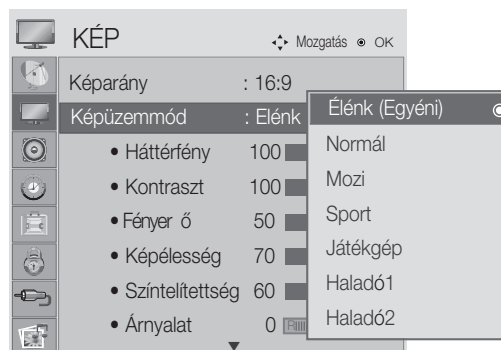 KÉP
Mozgatás OK
Képarány : 16:9
Képüzemmód : Elénk
• Háttérfény 100
• Kontraszt 100
• Fényer ő 50
• Képélesség 70
• Színtelítettség 60
• Árnyalat 0
Élénk (Egyéni)
Normál
Mozi
Sport
Játékgép
Haladó1
Haladó2